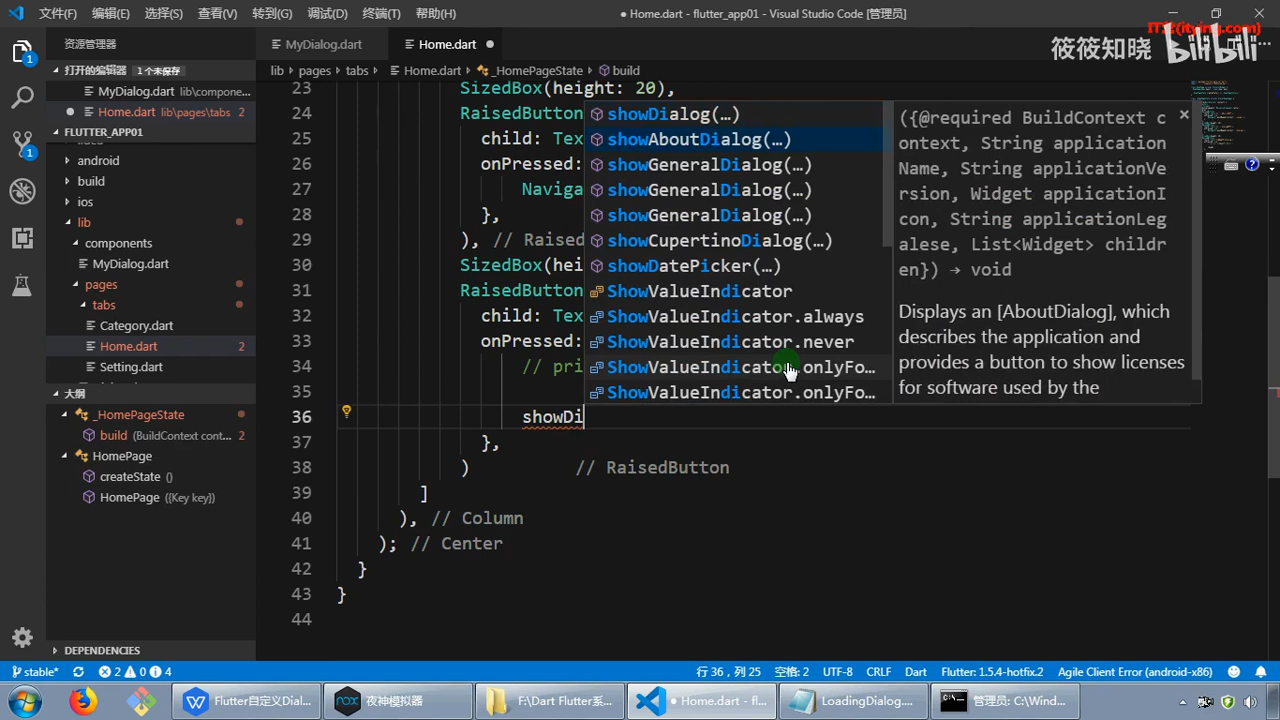 文件(F) 编辑(E) 选择(S) 查看(V) 转到(G) 调试(D) 终端(T) 帮助(H)
● Home.dart - flutter_app01 - Visual Studio Code [管理员]
IT营(itying.com)
筱筱知晓 bilibili
资源管理器
MyDialog.dart
Home.dart ●
打开的编辑器 1 个未保存
lib › pages › tabs › Home.dart › _HomePageState › build
MyDialog.dart lib\compone...
● Home.dart lib\pages\tabs 2
FLUTTER_APP01
android
build
ios
lib
components
MyDialog.dart
pages
tabs
Category.dart
Home.dart 2
Setting.dart
大纲
_HomePageState
build (BuildContext cont... 2
HomePage
createState ()
HomePage ({Key key})
DEPENDENCIES
23 SizedBox(height: 20),
24 RaisedButton
25 child: Tex
26 onPressed:
27 Naviga
28 },
29 ), // Raised
30 SizedBox(hei
31 RaisedButton
32 child: Tex
33 onPressed:
34 // pri
36 showDi
37 },
38 ) // RaisedButton
39 ]
40 ), // Column
41 ); // Center
42 }
43 }
44
showDialog(…)
showAboutDialog(…)
showGeneralDialog(…)
showGeneralDialog(…)
showGeneralDialog(…)
showCupertinoDialog(…)
showDatePicker(…)
ShowValueIndicator
ShowValueIndicator.always
ShowValueIndicator.never
ShowValueIndicator.onlyFo…
ShowValueIndicator.onlyFo…
({@required BuildContext c
ontext, String application
Name, String applicationVe
rsion, Widget applicationI
con, String applicationLeg
alese, List<Widget> childr
en}) → void
Displays an [AboutDialog], which
describes the application and
provides a button to show licenses
for software used by the
stable* 2 0 4
行 36，列 25 空格: 2 UTF-8 CRLF Dart Flutter: 1.5.4-hotfix.2 Agile Client Error (android-x86)
Flutter自定义Dial...
nox 夜神模拟器
F:\Dart Flutter系...
● Home.dart - fl...
LoadingDialog....
管理员: C:\Wind...